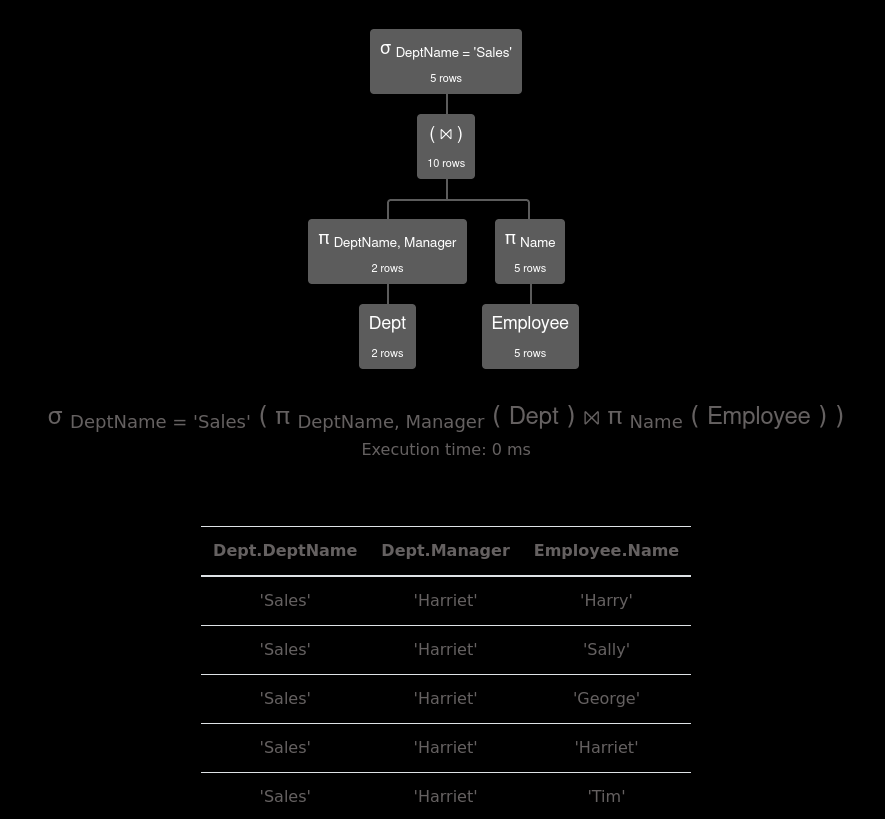 σ DeptName = 'Sales'
5 rows
( ⋈ )
10 rows
π DeptName, Manager
2 rows
π Name
5 rows
Dept
2 rows
Employee
5 rows
σ DeptName = 'Sales' ( π DeptName, Manager ( Dept ) ⋈ π Name ( Employee ) )
Execution time: 0 ms
Dept.DeptName Dept.Manager Employee.Name
'Sales' 'Harriet' 'Harry'
'Sales' 'Harriet' 'Sally'
'Sales' 'Harriet' 'George'
'Sales' 'Harriet' 'Harriet'
'Sales' 'Harriet' 'Tim'